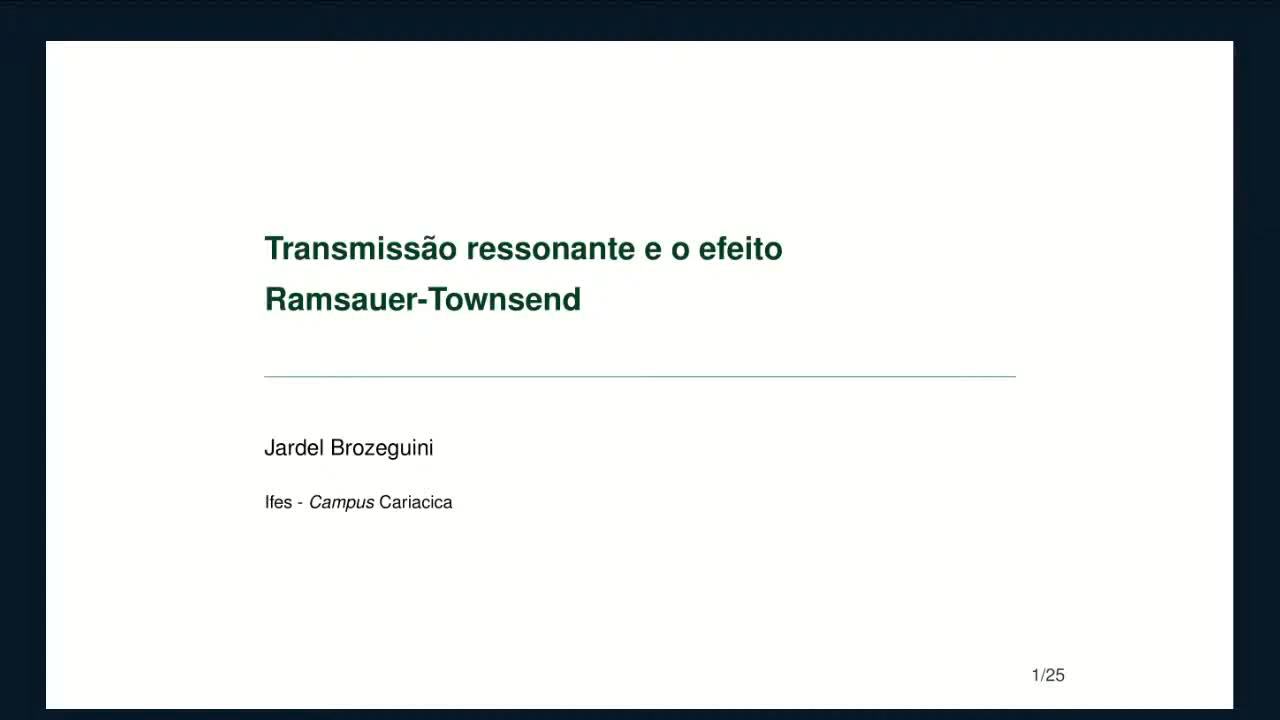 Transmissão ressonante e o efeito
Ramsauer-Townsend
Jardel Brozeguini
Ifes - Campus Cariacica
1/25